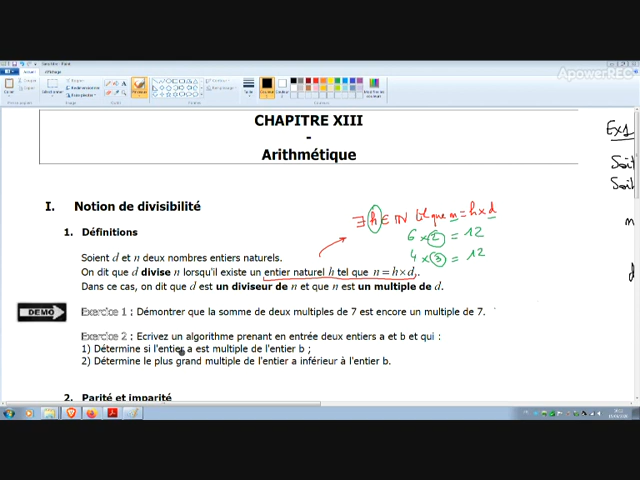 ApowerREC
CHAPITRE XIII
-
Arithmétique
Ex1
Soit
Soit
I. Notion de divisibilité
∃ h ∈ ℕ tel que n = h × d
1. Définitions
6 × 2 = 12
4 × 3 = 12
Soient d et n deux nombres entiers naturels.
On dit que d divise n lorsqu'il existe un entier naturel h tel que n = h × d.
Dans ce cas, on dit que d est un diviseur de n et que n est un multiple de d.
DEMO
Exercice 1 : Démontrer que la somme de deux multiples de 7 est encore un multiple de 7.
Exercice 2 : Ecrivez un algorithme prenant en entrée deux entiers a et b et qui :
1) Détermine si l'entier a est multiple de l'entier b ;
2) Détermine le plus grand multiple de l'entier a inférieur à l'entier b.
2. Parité et imparité